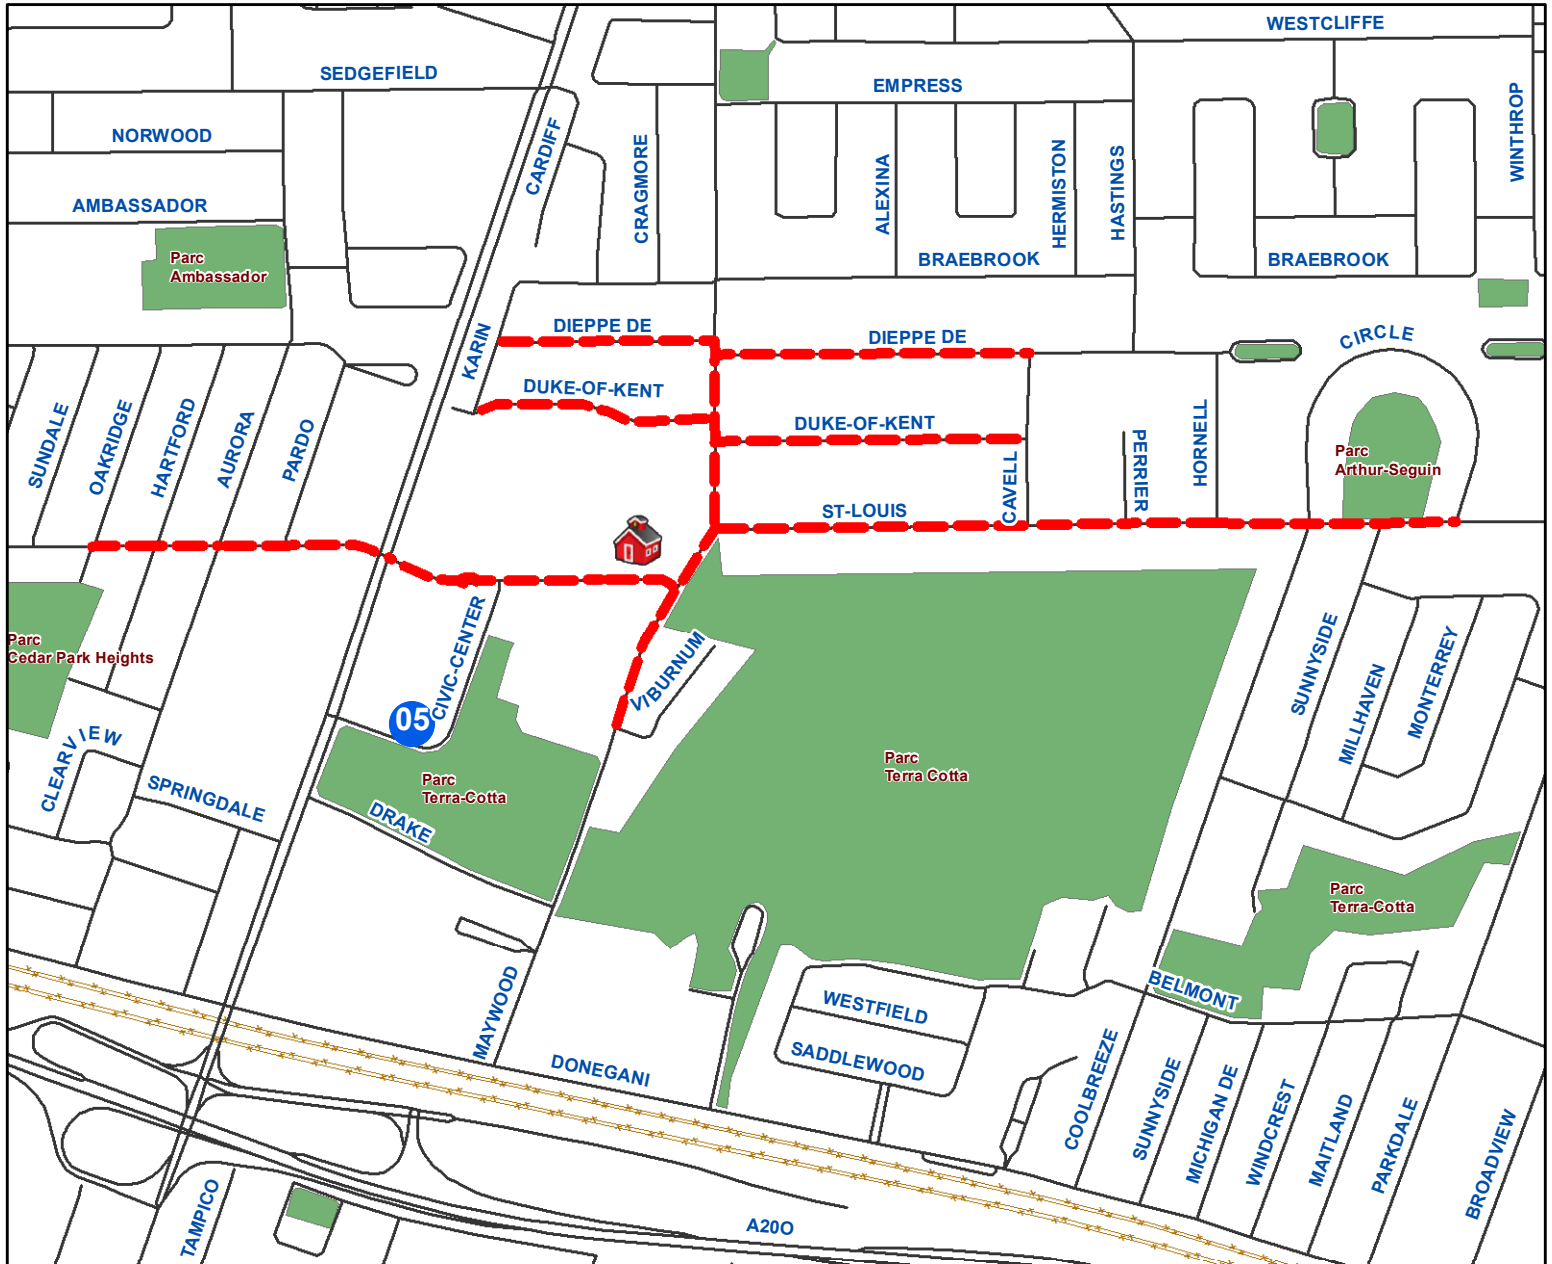 WESTCLIFFE
SEDGEFIELD
EMPRESS
NORWOOD
CARDIFF
CRAGMORE
ALEXINA
HERMISTON
HASTINGS
WINTHROP
AMBASSADOR
Parc
Ambassador
BRAEBROOK
BRAEBROOK
KARIN
DIEPPE DE
DIEPPE DE
CIRCLE
DUKE-OF-KENT
DUKE-OF-KENT
SUNDALE
OAKRIDGE
HARTFORD
AURORA
PARDO
CAVELL
PERRIER
HORNELL
Parc
Arthur-Seguin
ST-LOUIS
Parc
Cedar Park Heights
CIVIC-CENTER
VIBURNUM
SUNNYSIDE
MILLHAVEN
MONTERREY
05
CLEARVIEW
SPRINGDALE
Parc
Terra-Cotta
DRAKE
Parc
Terra Cotta
Parc
Terra-Cotta
MAYWOOD
WESTFIELD
SADDLEWOOD
BELMONT
DONEGANI
COOLBREEZE
SUNNYSIDE
MICHIGAN DE
WINDCREST
MAITLAND
PARKDALE
BROADVIEW
TAMPICO
A20O